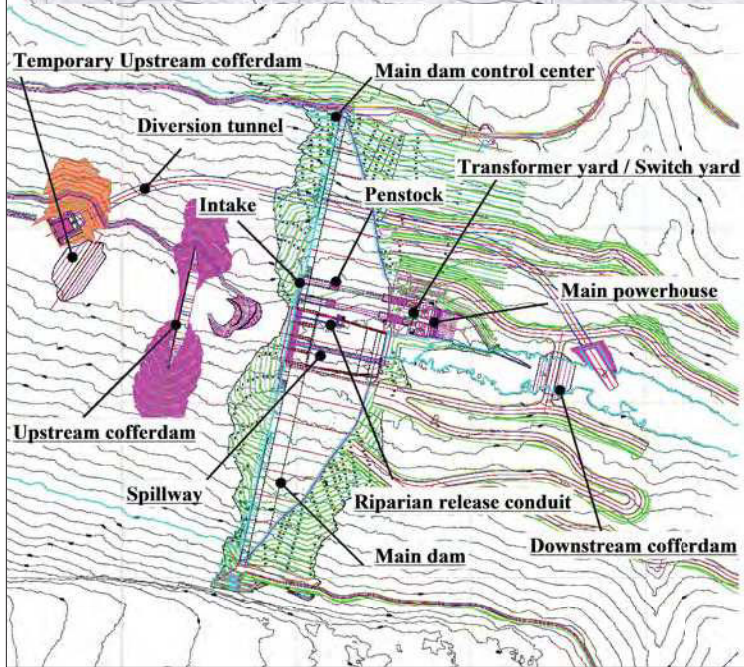 Temporary Upstream cofferdam
Main dam control center
Diversion tunnel
Transformer yard / Switch yard
Intake
Penstock
Main powerhouse
Upstream cofferdam
Spillway
Riparian release conduit
Main dam
Downstream cofferdam